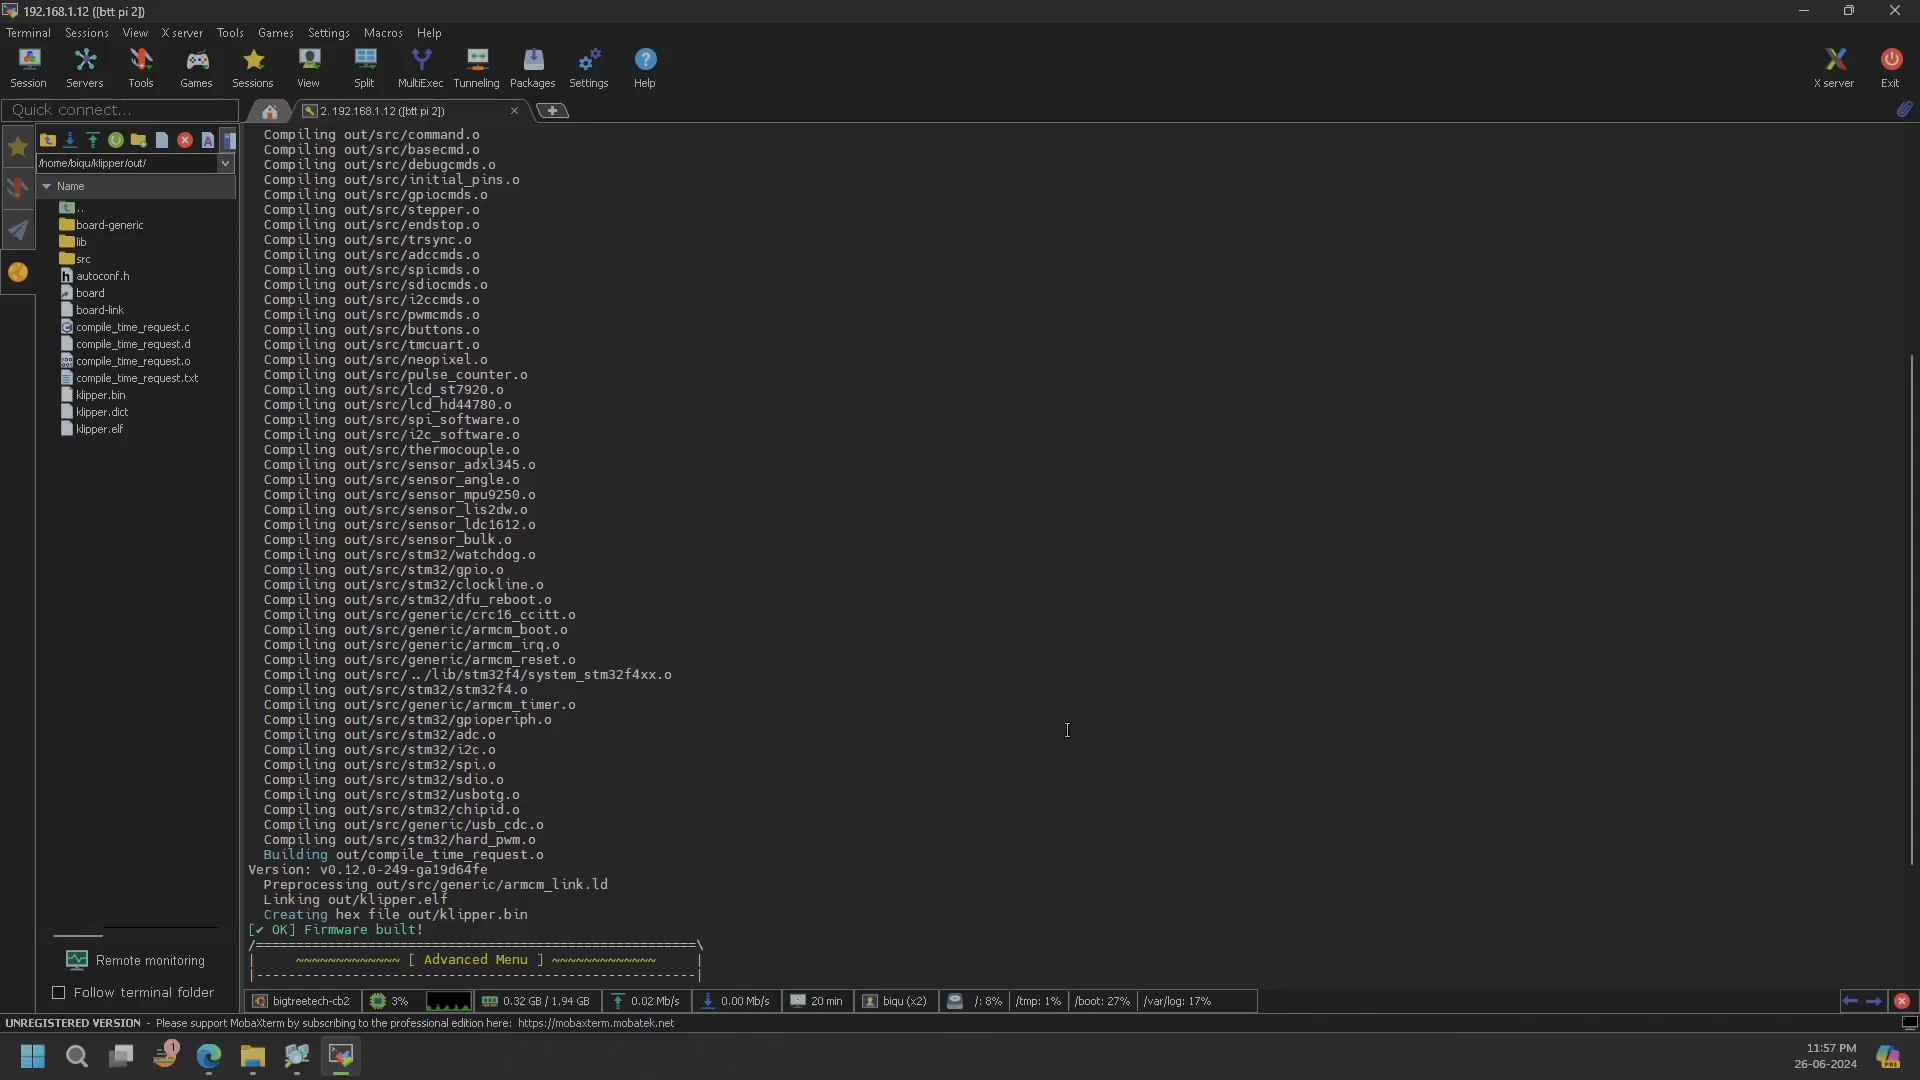 192.168.1.12 ([btt pi 2])
Terminal Sessions View X server Tools Games Settings Macros Help
Session Servers Tools Games Sessions View Split MultiExec Tunneling Packages Settings Help X server Exit
Quick connect...
2. 192.168.1.12 ([btt pi 2])
/home/biqu/klipper/out/
Name
..
board-generic
lib
src
autoconf.h
board
board-link
compile_time_request.c
compile_time_request.d
compile_time_request.o
compile_time_request.txt
klipper.bin
klipper.dict
klipper.elf
Remote monitoring
Follow terminal folder
Compiling out/src/command.o
Compiling out/src/basecmd.o
Compiling out/src/debugcmds.o
Compiling out/src/initial_pins.o
Compiling out/src/gpiocmds.o
Compiling out/src/stepper.o
Compiling out/src/endstop.o
Compiling out/src/trsync.o
Compiling out/src/adccmds.o
Compiling out/src/spicmds.o
Compiling out/src/sdiocmds.o
Compiling out/src/i2ccmds.o
Compiling out/src/pwmcmds.o
Compiling out/src/buttons.o
Compiling out/src/tmcuart.o
Compiling out/src/neopixel.o
Compiling out/src/pulse_counter.o
Compiling out/src/lcd_st7920.o
Compiling out/src/lcd_hd44780.o
Compiling out/src/spi_software.o
Compiling out/src/i2c_software.o
Compiling out/src/thermocouple.o
Compiling out/src/sensor_adxl345.o
Compiling out/src/sensor_angle.o
Compiling out/src/sensor_mpu9250.o
Compiling out/src/sensor_lis2dw.o
Compiling out/src/sensor_ldc1612.o
Compiling out/src/sensor_bulk.o
Compiling out/src/stm32/watchdog.o
Compiling out/src/stm32/gpio.o
Compiling out/src/stm32/clockline.o
Compiling out/src/stm32/dfu_reboot.o
Compiling out/src/generic/crc16_ccitt.o
Compiling out/src/generic/armcm_boot.o
Compiling out/src/generic/armcm_irq.o
Compiling out/src/generic/armcm_reset.o
Compiling out/src/../lib/stm32f4/system_stm32f4xx.o
Compiling out/src/stm32/stm32f4.o
Compiling out/src/generic/armcm_timer.o
Compiling out/src/stm32/gpioperiph.o
Compiling out/src/stm32/adc.o
Compiling out/src/stm32/i2c.o
Compiling out/src/stm32/spi.o
Compiling out/src/stm32/sdio.o
Compiling out/src/stm32/usbotg.o
Compiling out/src/stm32/chipid.o
Compiling out/src/generic/usb_cdc.o
Compiling out/src/stm32/hard_pwm.o
Building out/compile_time_request.o
Version: v0.12.0-249-ga19d64fe
Preprocessing out/src/generic/armcm_link.ld
Linking out/klipper.elf
Creating hex file out/klipper.bin
[✔ OK] Firmware built!
/=======================================================\
| ~~~~~~~~~~~~~ [ Advanced Menu ] ~~~~~~~~~~~~~ |
|-------------------------------------------------------|
bigtreetech-cb2 3% 0.32 GB / 1.94 GB 0.02 Mb/s 0.00 Mb/s 20 min biqu (x2) /: 8% /tmp: 1% /boot: 27% /var/log: 17%
UNREGISTERED VERSION - Please support MobaXterm by subscribing to the professional edition here: https://mobaxterm.mobatek.net
1
11:57 PM
26-06-2024